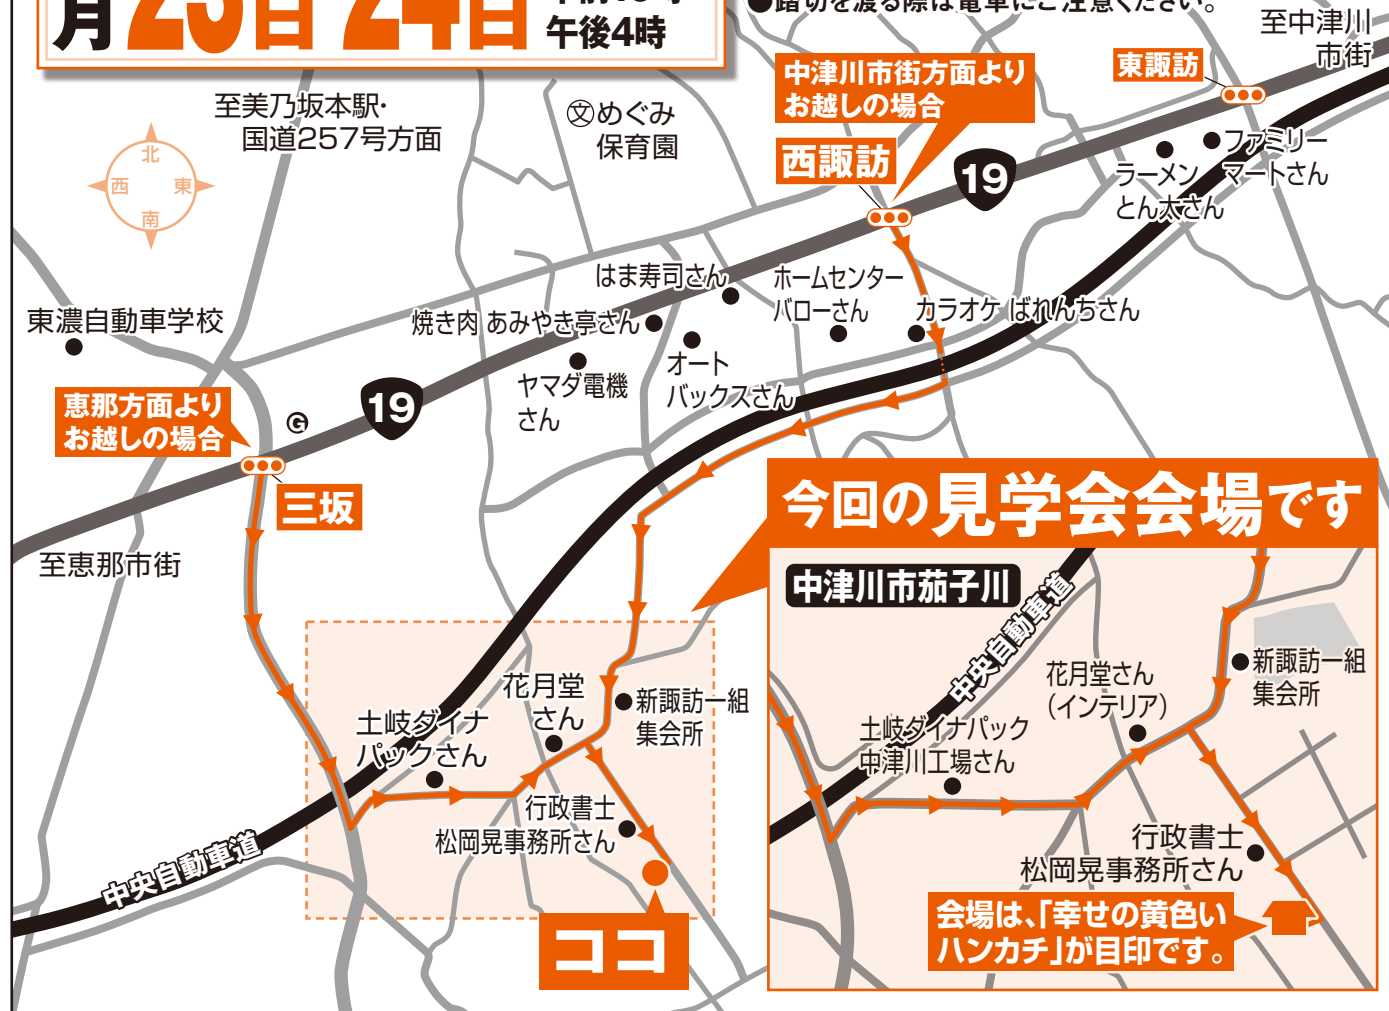 月23日24日
午後4時
●踏切を渡る際は電車にご注意ください。
至中津川
市街
東諏訪
中津川市街方面より
お越しの場合
西諏訪
19
ファミリー
マートさん
ラーメン
とん太さん
至美乃坂本駅・
国道257号方面
文
めぐみ
保育園
北
西
東
南
はま寿司さん
ホームセンター
バローさん
カラオケ ぱれんちさん
焼き肉 あみやき亭さん
オート
バックスさん
ヤマダ電機
さん
東濃自動車学校
恵那方面より
お越しの場合
G
19
三坂
至恵那市街
今回の見学会会場です
中津川市茄子川
中央自動車道
花月堂さん
(インテリア)
新諏訪一組
集会所
土岐ダイナパック
中津川工場さん
行政書士
松岡晃事務所さん
会場は、「幸せの黄色い
ハンカチ」が目印です。
花月堂
さん
新諏訪一組
集会所
土岐ダイナ
パックさん
行政書士
松岡晃事務所さん
中央自動車道
ココ